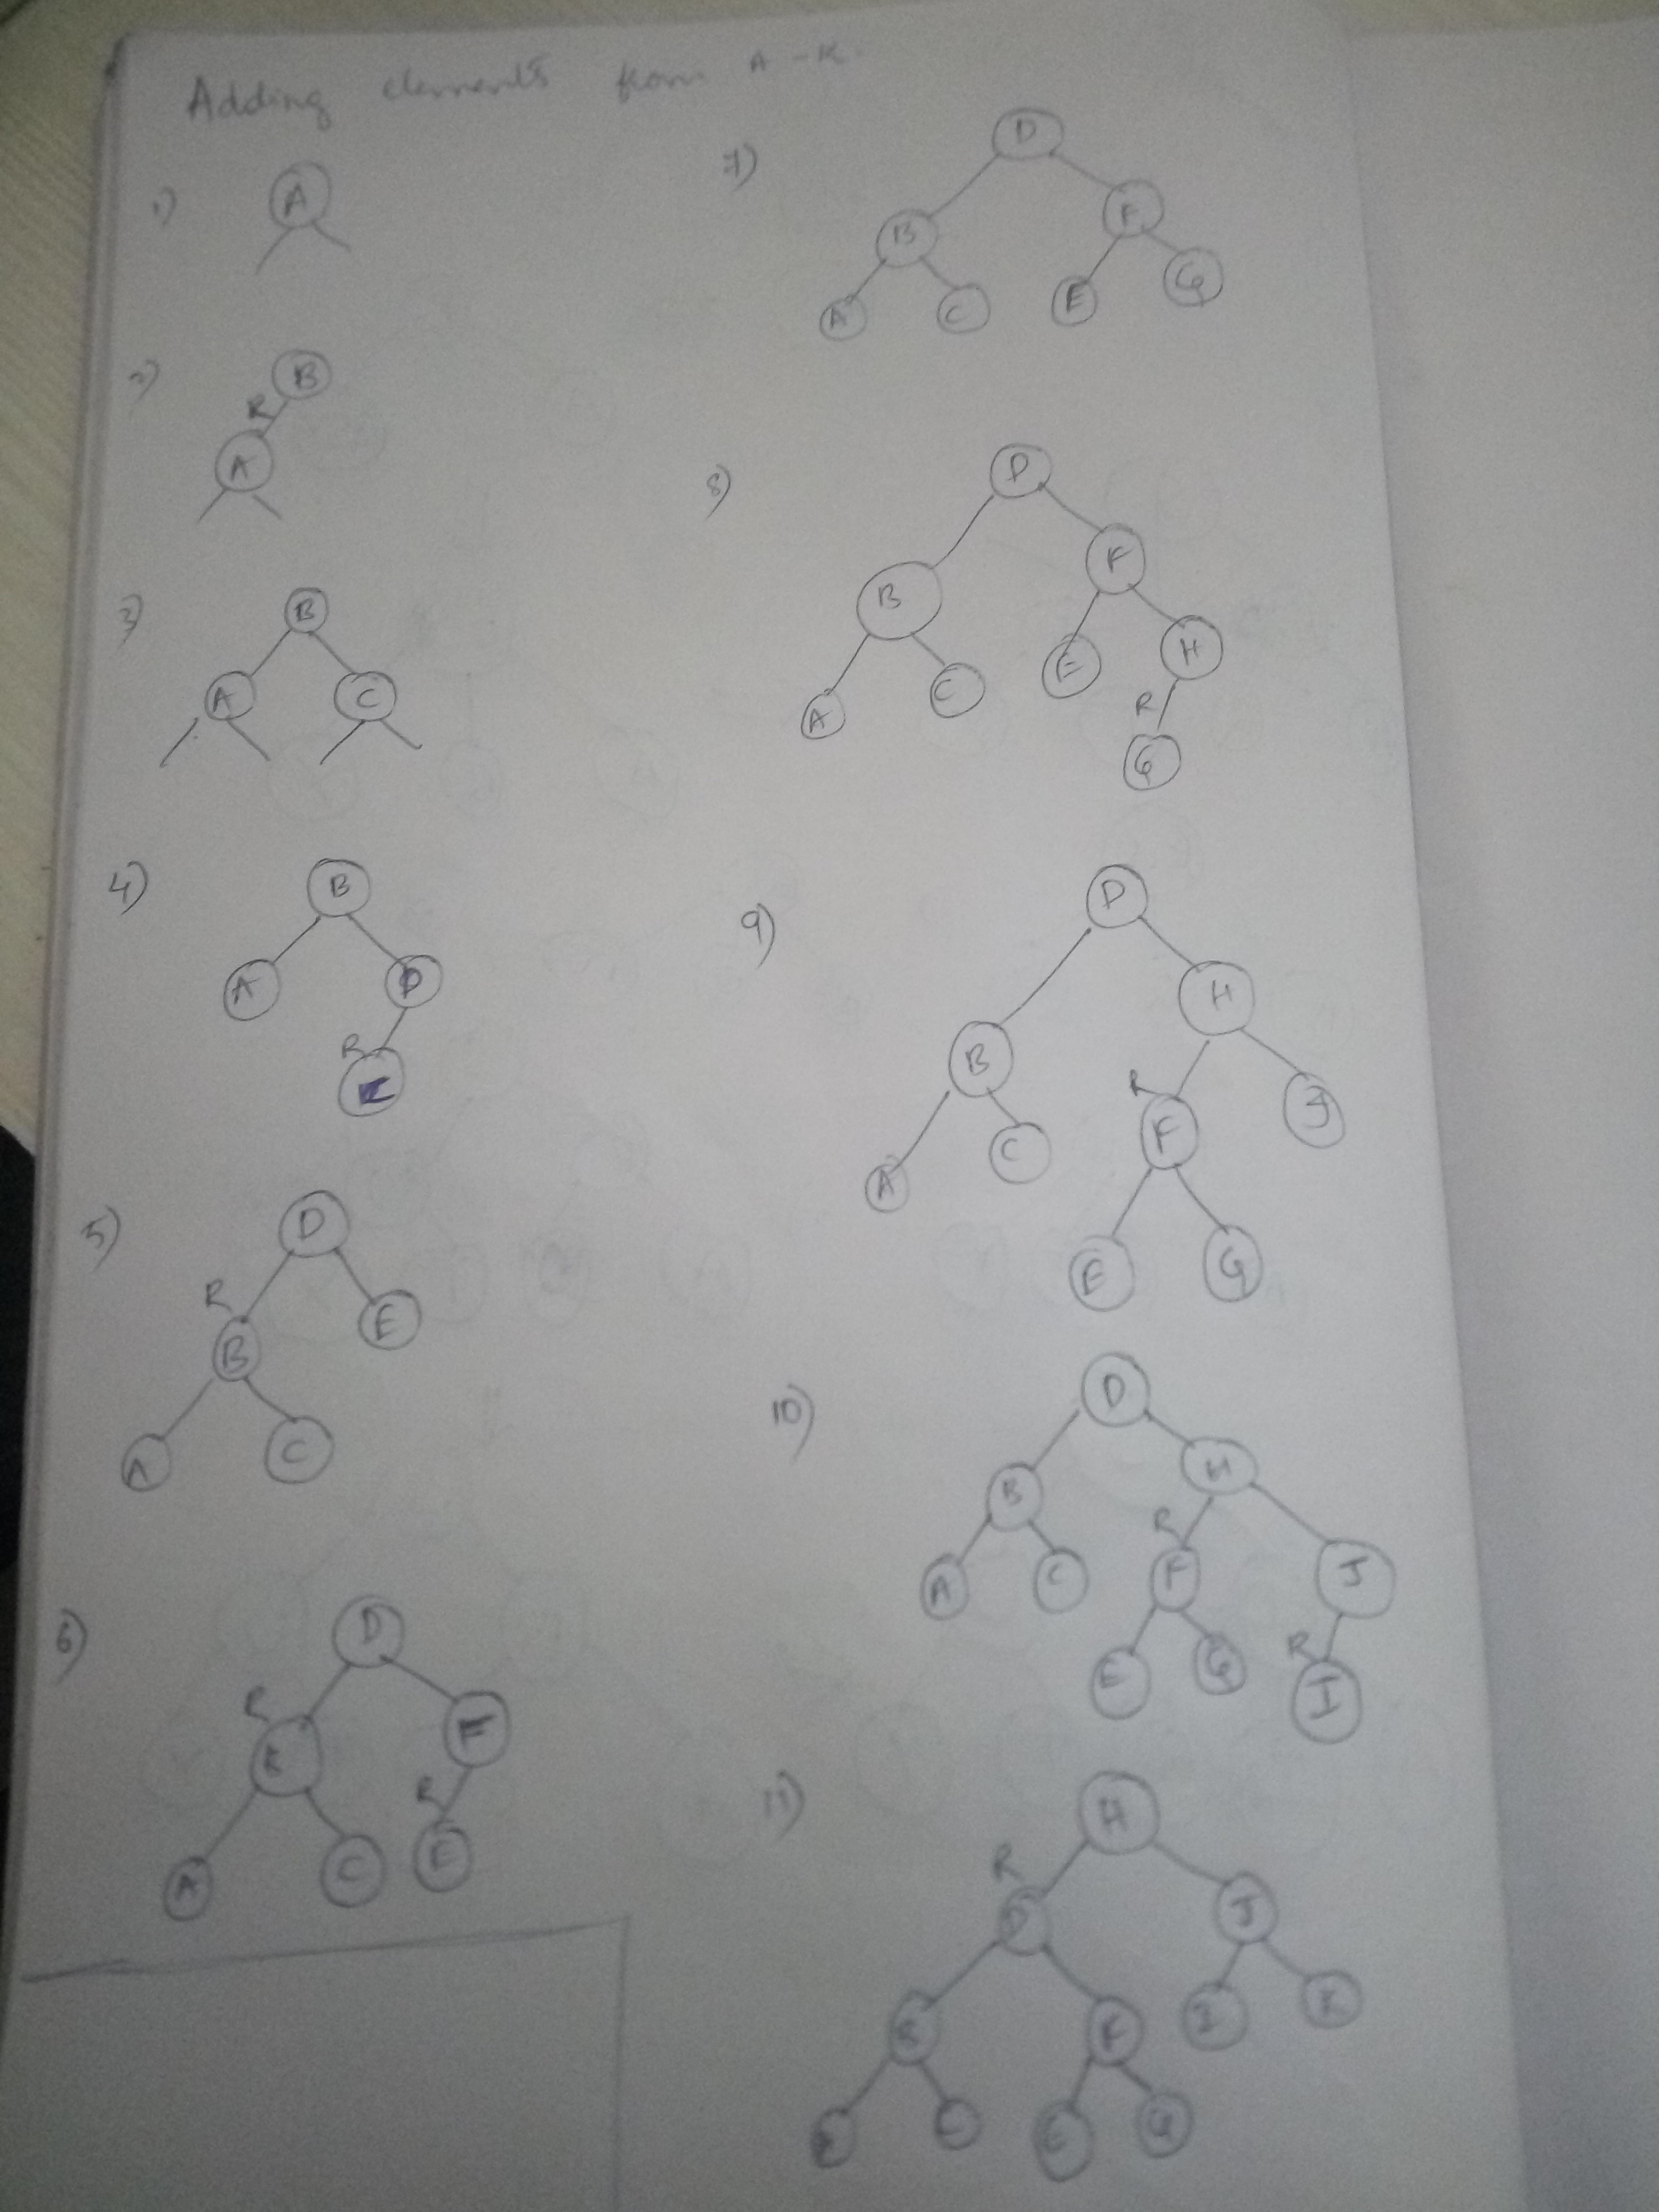 Adding elements from A - K.
1)
A
2)
B
R
A
3)
B
A C
4)
B
A D
R
5)
D
R
B E
A C
6)
D
R
F
R
A C E
7)
D
B F
A C E G
8)
D
B F
A C E H
R
G
9)
D
B H
R
A C F J
E G
10)
D
B H
R
A C F J
R
E G I
11)
H
R
D J
B F I K
A C E G